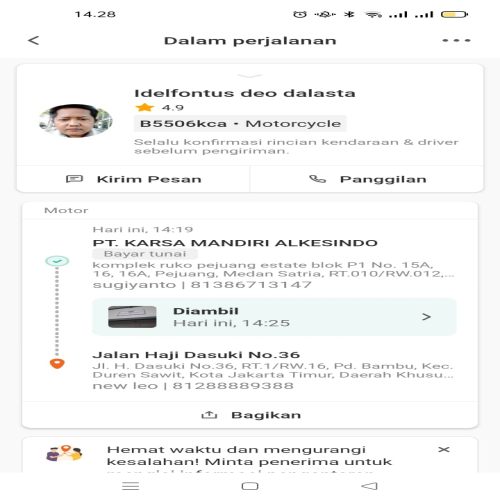 14.28
Dalam perjalanan
Idelfontus deo dalasta
4.9
B5506kca • Motorcycle
Selalu konfirmasi rincian kendaraan & driver
sebelum pengiriman.
Kirim Pesan
Panggilan
Motor
Hari ini, 14:19
PT. KARSA MANDIRI ALKESINDO
Bayar tunai
komplek ruko pejuang estate blok P1 No. 15A,
16, 16A, Pejuang, Medan Satria, RT.010/RW.012,...
sugiyanto | 81386713147
Diambil
Hari ini, 14:25
Jalan Haji Dasuki No.36
Jl. H. Dasuki No.36, RT.1/RW.16, Pd. Bambu, Kec.
Duren Sawit, Kota Jakarta Timur, Daerah Khusu...
new leo | 81288889388
Bagikan
Hemat waktu dan mengurangi
kesalahan! Minta penerima untuk